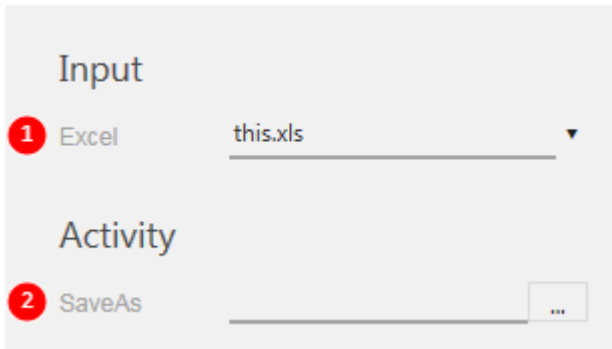 Input
1 Excel this.xls ▼
Activity
2 SaveAs ...